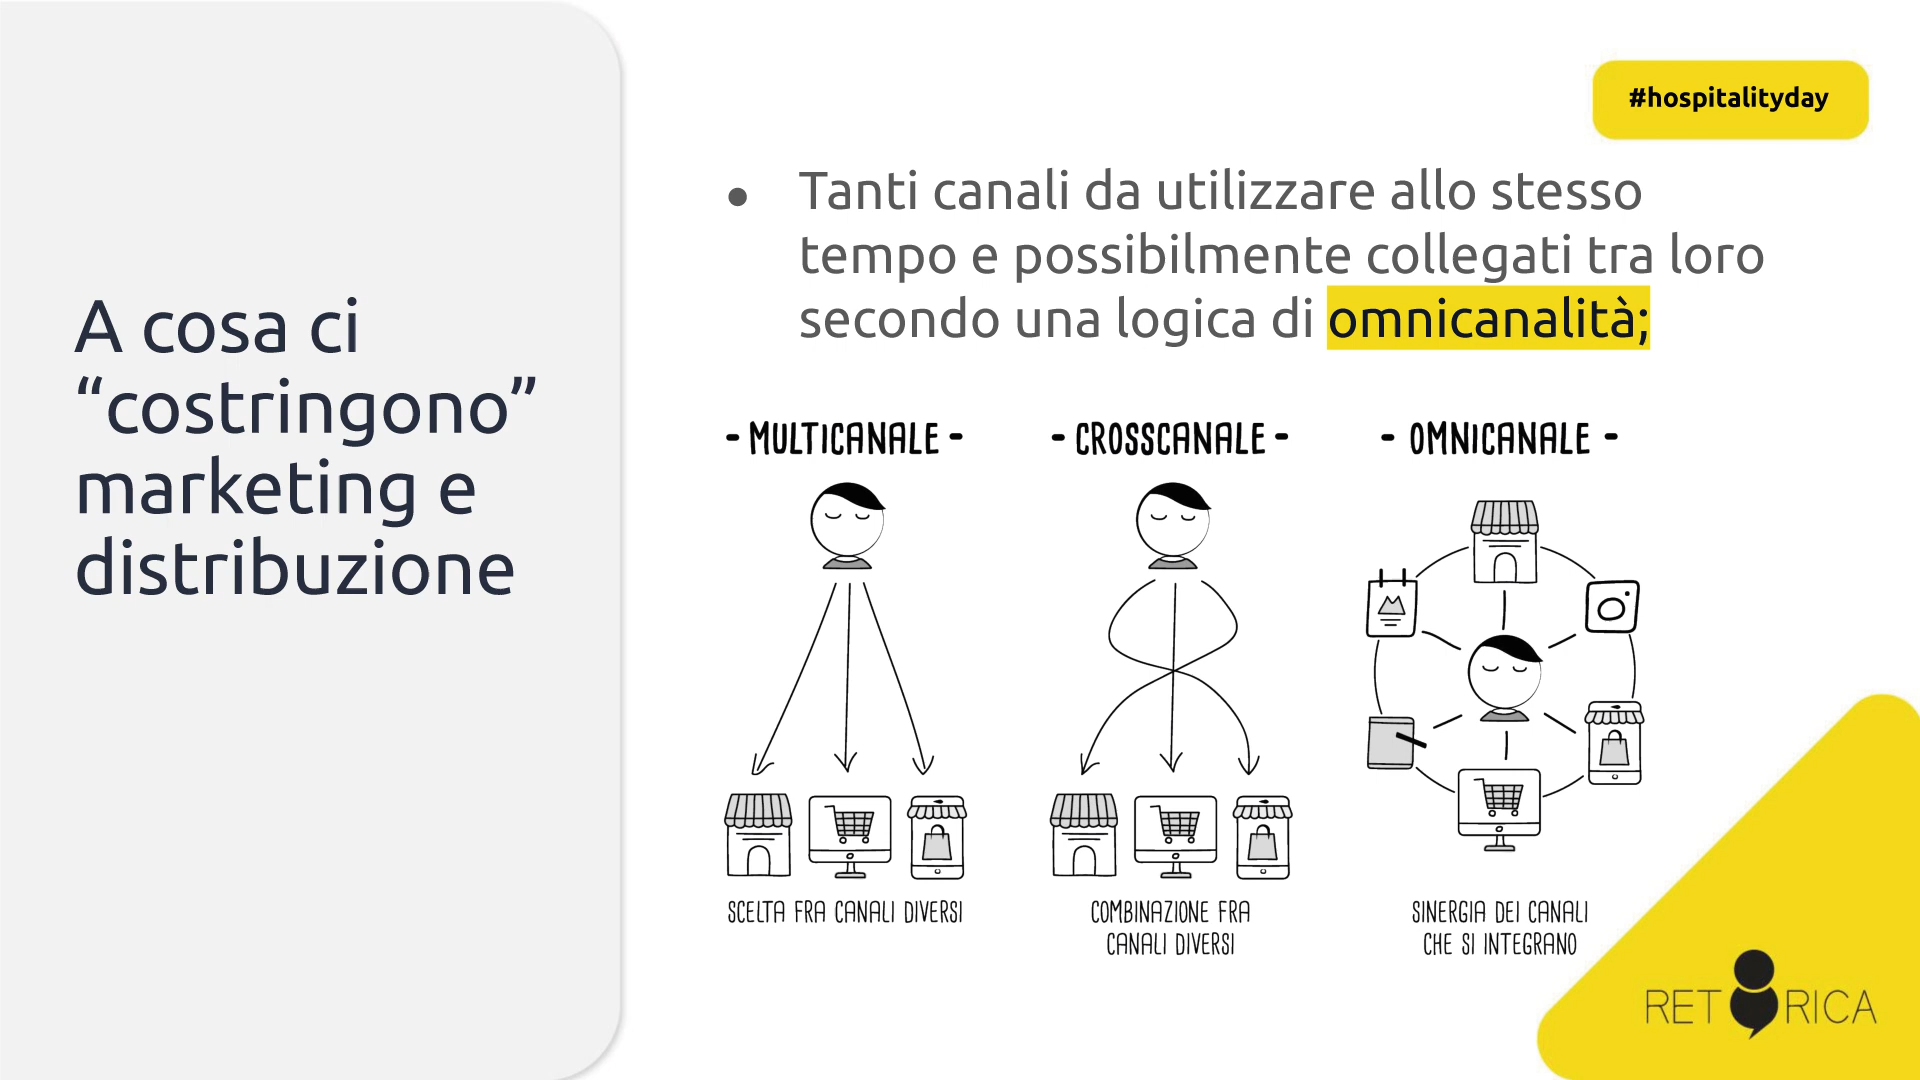 #hospitalityday
A cosa ci
“costringono”
marketing e
distribuzione
● Tanti canali da utilizzare allo stesso
tempo e possibilmente collegati tra loro
secondo una logica di omnicanalità;
- MULTICANALE -
SCELTA FRA CANALI DIVERSI
- CROSSCANALE -
COMBINAZIONE FRA
CANALI DIVERSI
- OMNICANALE -
SINERGIA DEI CANALI
CHE SI INTEGRANO
RETORICA